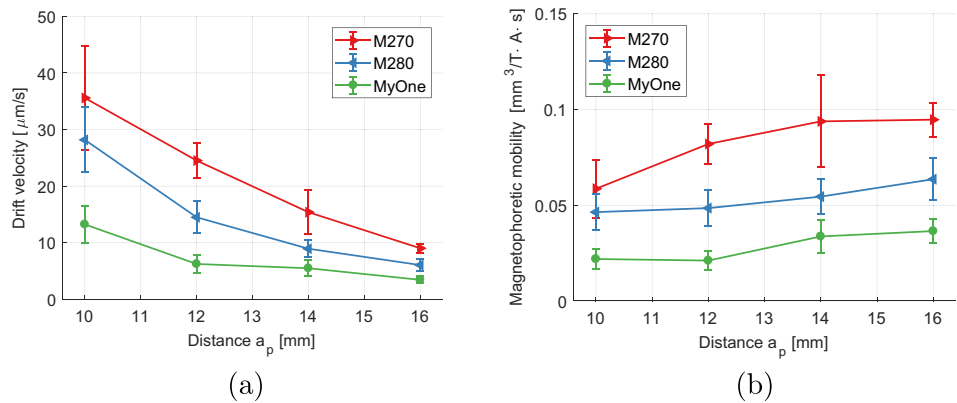 50
40
30
20
10
0
Drift velocity [ μm/s]
M270
M280
MyOne
10 11 12 13 14 15 16
Distance a_p [mm]
(a)
0.15
0.1
0.05
0
Magnetophoretic mobility [mm³/T· A· s]
M270
M280
MyOne
10 11 12 13 14 15 16
Distance a_p [mm]
(b)